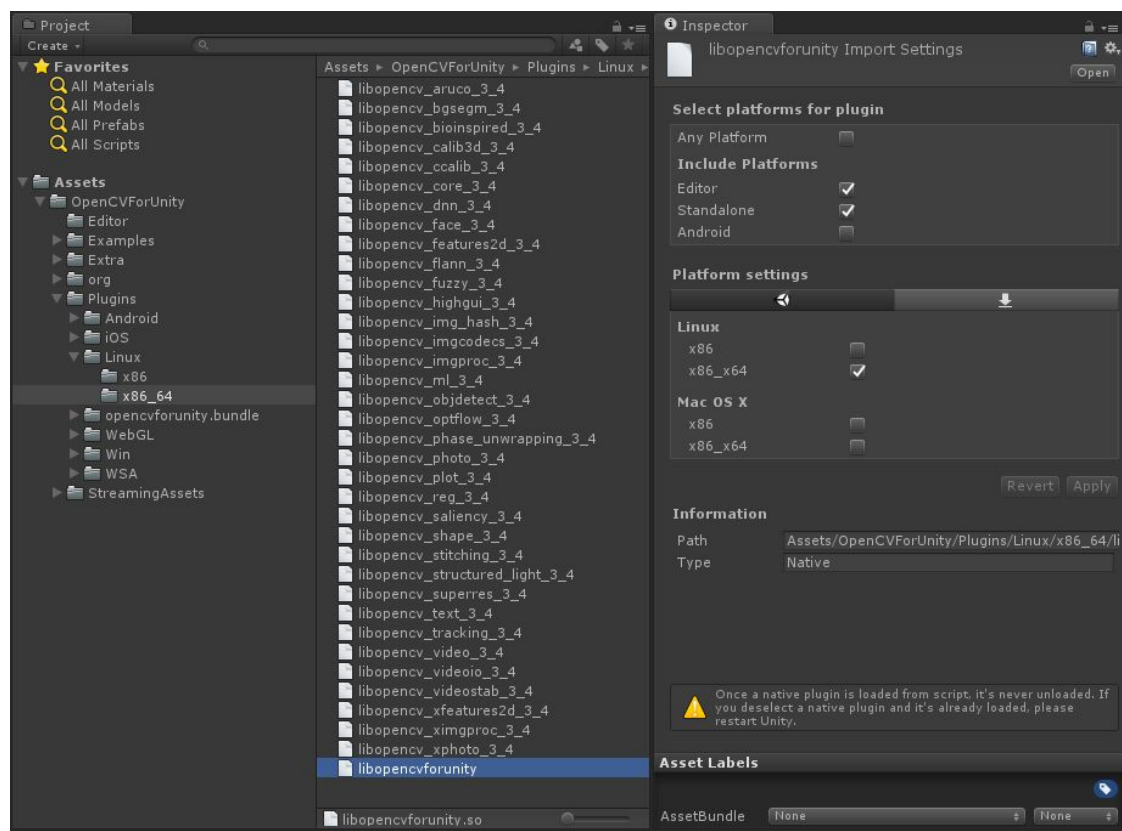 Project
Create
Favorites
All Materials
All Models
All Prefabs
All Scripts
Assets
OpenCVForUnity
Editor
Examples
Extra
org
Plugins
Android
iOS
Linux
x86
x86_64
opencvforunity.bundle
WebGL
Win
WSA
StreamingAssets
Assets ▸ OpenCVForUnity ▸ Plugins ▸ Linux ▸
libopencv_aruco_3_4
libopencv_bgsegm_3_4
libopencv_bioinspired_3_4
libopencv_calib3d_3_4
libopencv_ccalib_3_4
libopencv_core_3_4
libopencv_dnn_3_4
libopencv_face_3_4
libopencv_features2d_3_4
libopencv_flann_3_4
libopencv_fuzzy_3_4
libopencv_highgui_3_4
libopencv_img_hash_3_4
libopencv_imgcodecs_3_4
libopencv_imgproc_3_4
libopencv_ml_3_4
libopencv_objdetect_3_4
libopencv_optflow_3_4
libopencv_phase_unwrapping_3_4
libopencv_photo_3_4
libopencv_plot_3_4
libopencv_reg_3_4
libopencv_saliency_3_4
libopencv_shape_3_4
libopencv_stitching_3_4
libopencv_structured_light_3_4
libopencv_superres_3_4
libopencv_text_3_4
libopencv_tracking_3_4
libopencv_video_3_4
libopencv_videoio_3_4
libopencv_videostab_3_4
libopencv_xfeatures2d_3_4
libopencv_ximgproc_3_4
libopencv_xphoto_3_4
libopencvforunity
libopencvforunity.so
Inspector
libopencvforunity Import Settings
Open
Select platforms for plugin
Any Platform
Include Platforms
Editor
Standalone
Android
Platform settings
Linux
x86
x86_x64
Mac OS X
x86
x86_x64
Revert Apply
Information
Path Assets/OpenCVForUnity/Plugins/Linux/x86_64/li
Type Native
Once a native plugin is loaded from script, it's never unloaded. If
you deselect a native plugin and it's already loaded, please
restart Unity.
Asset Labels
AssetBundle None None